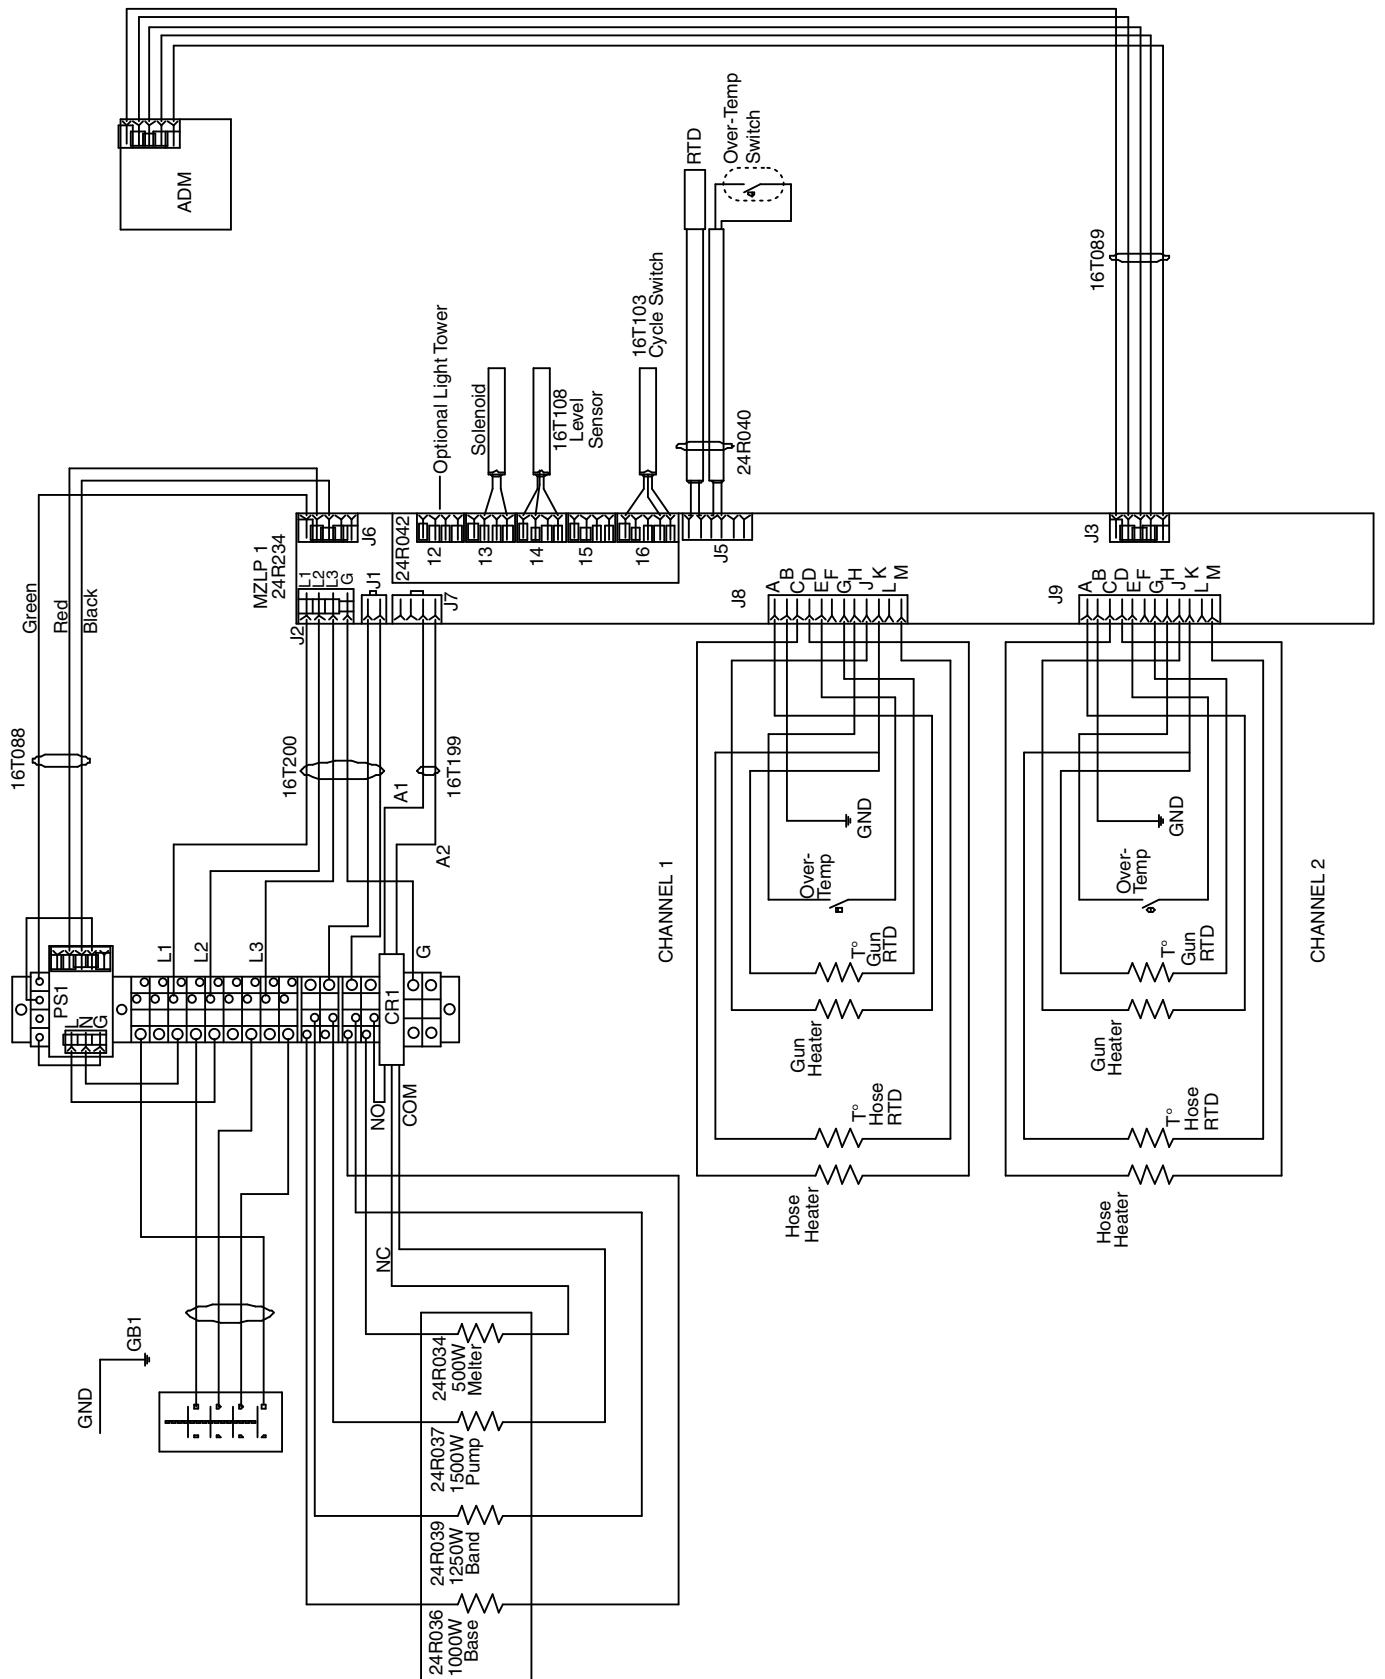 ADM
RTD
Over-Temp
Switch
16T089
16T103
Cycle Switch
Optional Light Tower
Solenoid
16T108
Level
Sensor
24R040
Green
Red
Black
16T088
MZLP 1
24R234
J6
24R042
12
13
14
15
16
J5
J3
J2
L1
L2
L3
G
J1
J7
J8
A
B
C
D
E
F
G
H
J
K
L
M
J9
A
B
C
D
E
F
G
H
J
K
L
M
16T200
A1
16T199
A2
PS1
L
N
G
L1
L2
L3
CR1
G
NO
COM
NC
CHANNEL 1
GND
Over-
Temp
T°
Gun
RTD
Gun
Heater
T°
Hose
RTD
Hose
Heater
CHANNEL 2
GND
Over-
Temp
T°
Gun
RTD
Gun
Heater
T°
Hose
RTD
Hose
Heater
GND
GB1
24R034
500W
Melter
24R037
1500W
Pump
24R039
1250W
Band
24R036
1000W
Base